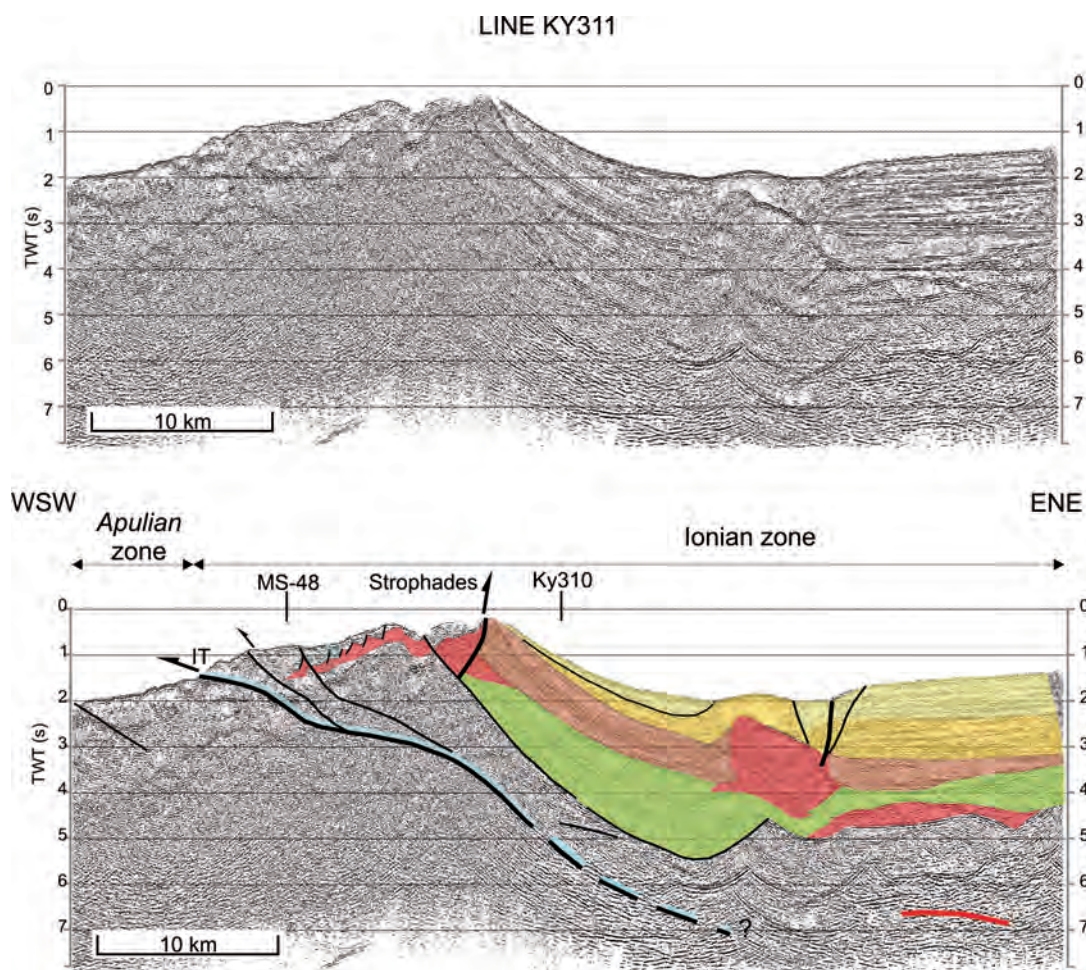 LINE KY311
0 0
1 1
2 2
3 3
4 4
5 5
6 6
7 7
TWT (s)
10 km
WSW ENE
Apulian
zone
Ionian zone
MS-48 Strophades Ky310
IT
0 0
1 1
2 2
3 3
4 4
5 5
6 6
7 7
TWT (s)
?
10 km